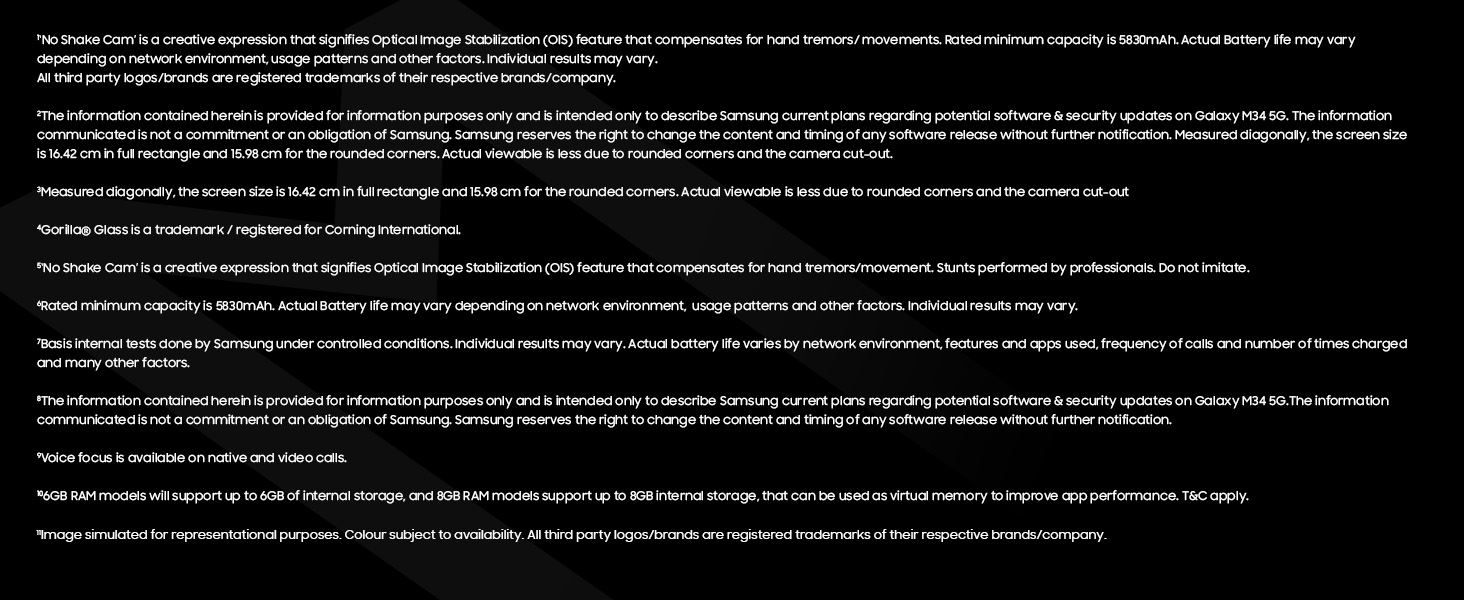 ¹'No Shake Cam' is a creative expression that signifies Optical Image Stabilization (OIS) feature that compensates for hand tremors/ movements. Rated minimum capacity is 5830mAh. Actual Battery life may vary
depending on network environment, usage patterns and other factors. Individual results may vary.
All third party logos/brands are registered trademarks of their respective brands/company.
²The information contained herein is provided for information purposes only and is intended only to describe Samsung current plans regarding potential software & security updates on Galaxy M34 5G. The information
communicated is not a commitment or an obligation of Samsung. Samsung reserves the right to change the content and timing of any software release without further notification. Measured diagonally, the screen size
is 16.42 cm in full rectangle and 15.98 cm for the rounded corners. Actual viewable is less due to rounded corners and the camera cut-out.
³Measured diagonally, the screen size is 16.42 cm in full rectangle and 15.98 cm for the rounded corners. Actual viewable is less due to rounded corners and the camera cut-out
⁴Gorilla® Glass is a trademark / registered for Corning International.
⁵'No Shake Cam' is a creative expression that signifies Optical Image Stabilization (OIS) feature that compensates for hand tremors/movement. Stunts performed by professionals. Do not imitate.
⁶Rated minimum capacity is 5830mAh. Actual Battery life may vary depending on network environment, usage patterns and other factors. Individual results may vary.
⁷Basis internal tests done by Samsung under controlled conditions. Individual results may vary. Actual battery life varies by network environment, features and apps used, frequency of calls and number of times charged
and many other factors.
⁸The information contained herein is provided for information purposes only and is intended only to describe Samsung current plans regarding potential software & security updates on Galaxy M34 5G.The information
communicated is not a commitment or an obligation of Samsung. Samsung reserves the right to change the content and timing of any software release without further notification.
⁹Voice focus is available on native and video calls.
¹⁰6GB RAM models will support up to 6GB of internal storage, and 8GB RAM models support up to 8GB internal storage, that can be used as virtual memory to improve app performance. T&C apply.
¹¹Image simulated for representational purposes. Colour subject to availability. All third party logos/brands are registered trademarks of their respective brands/company.